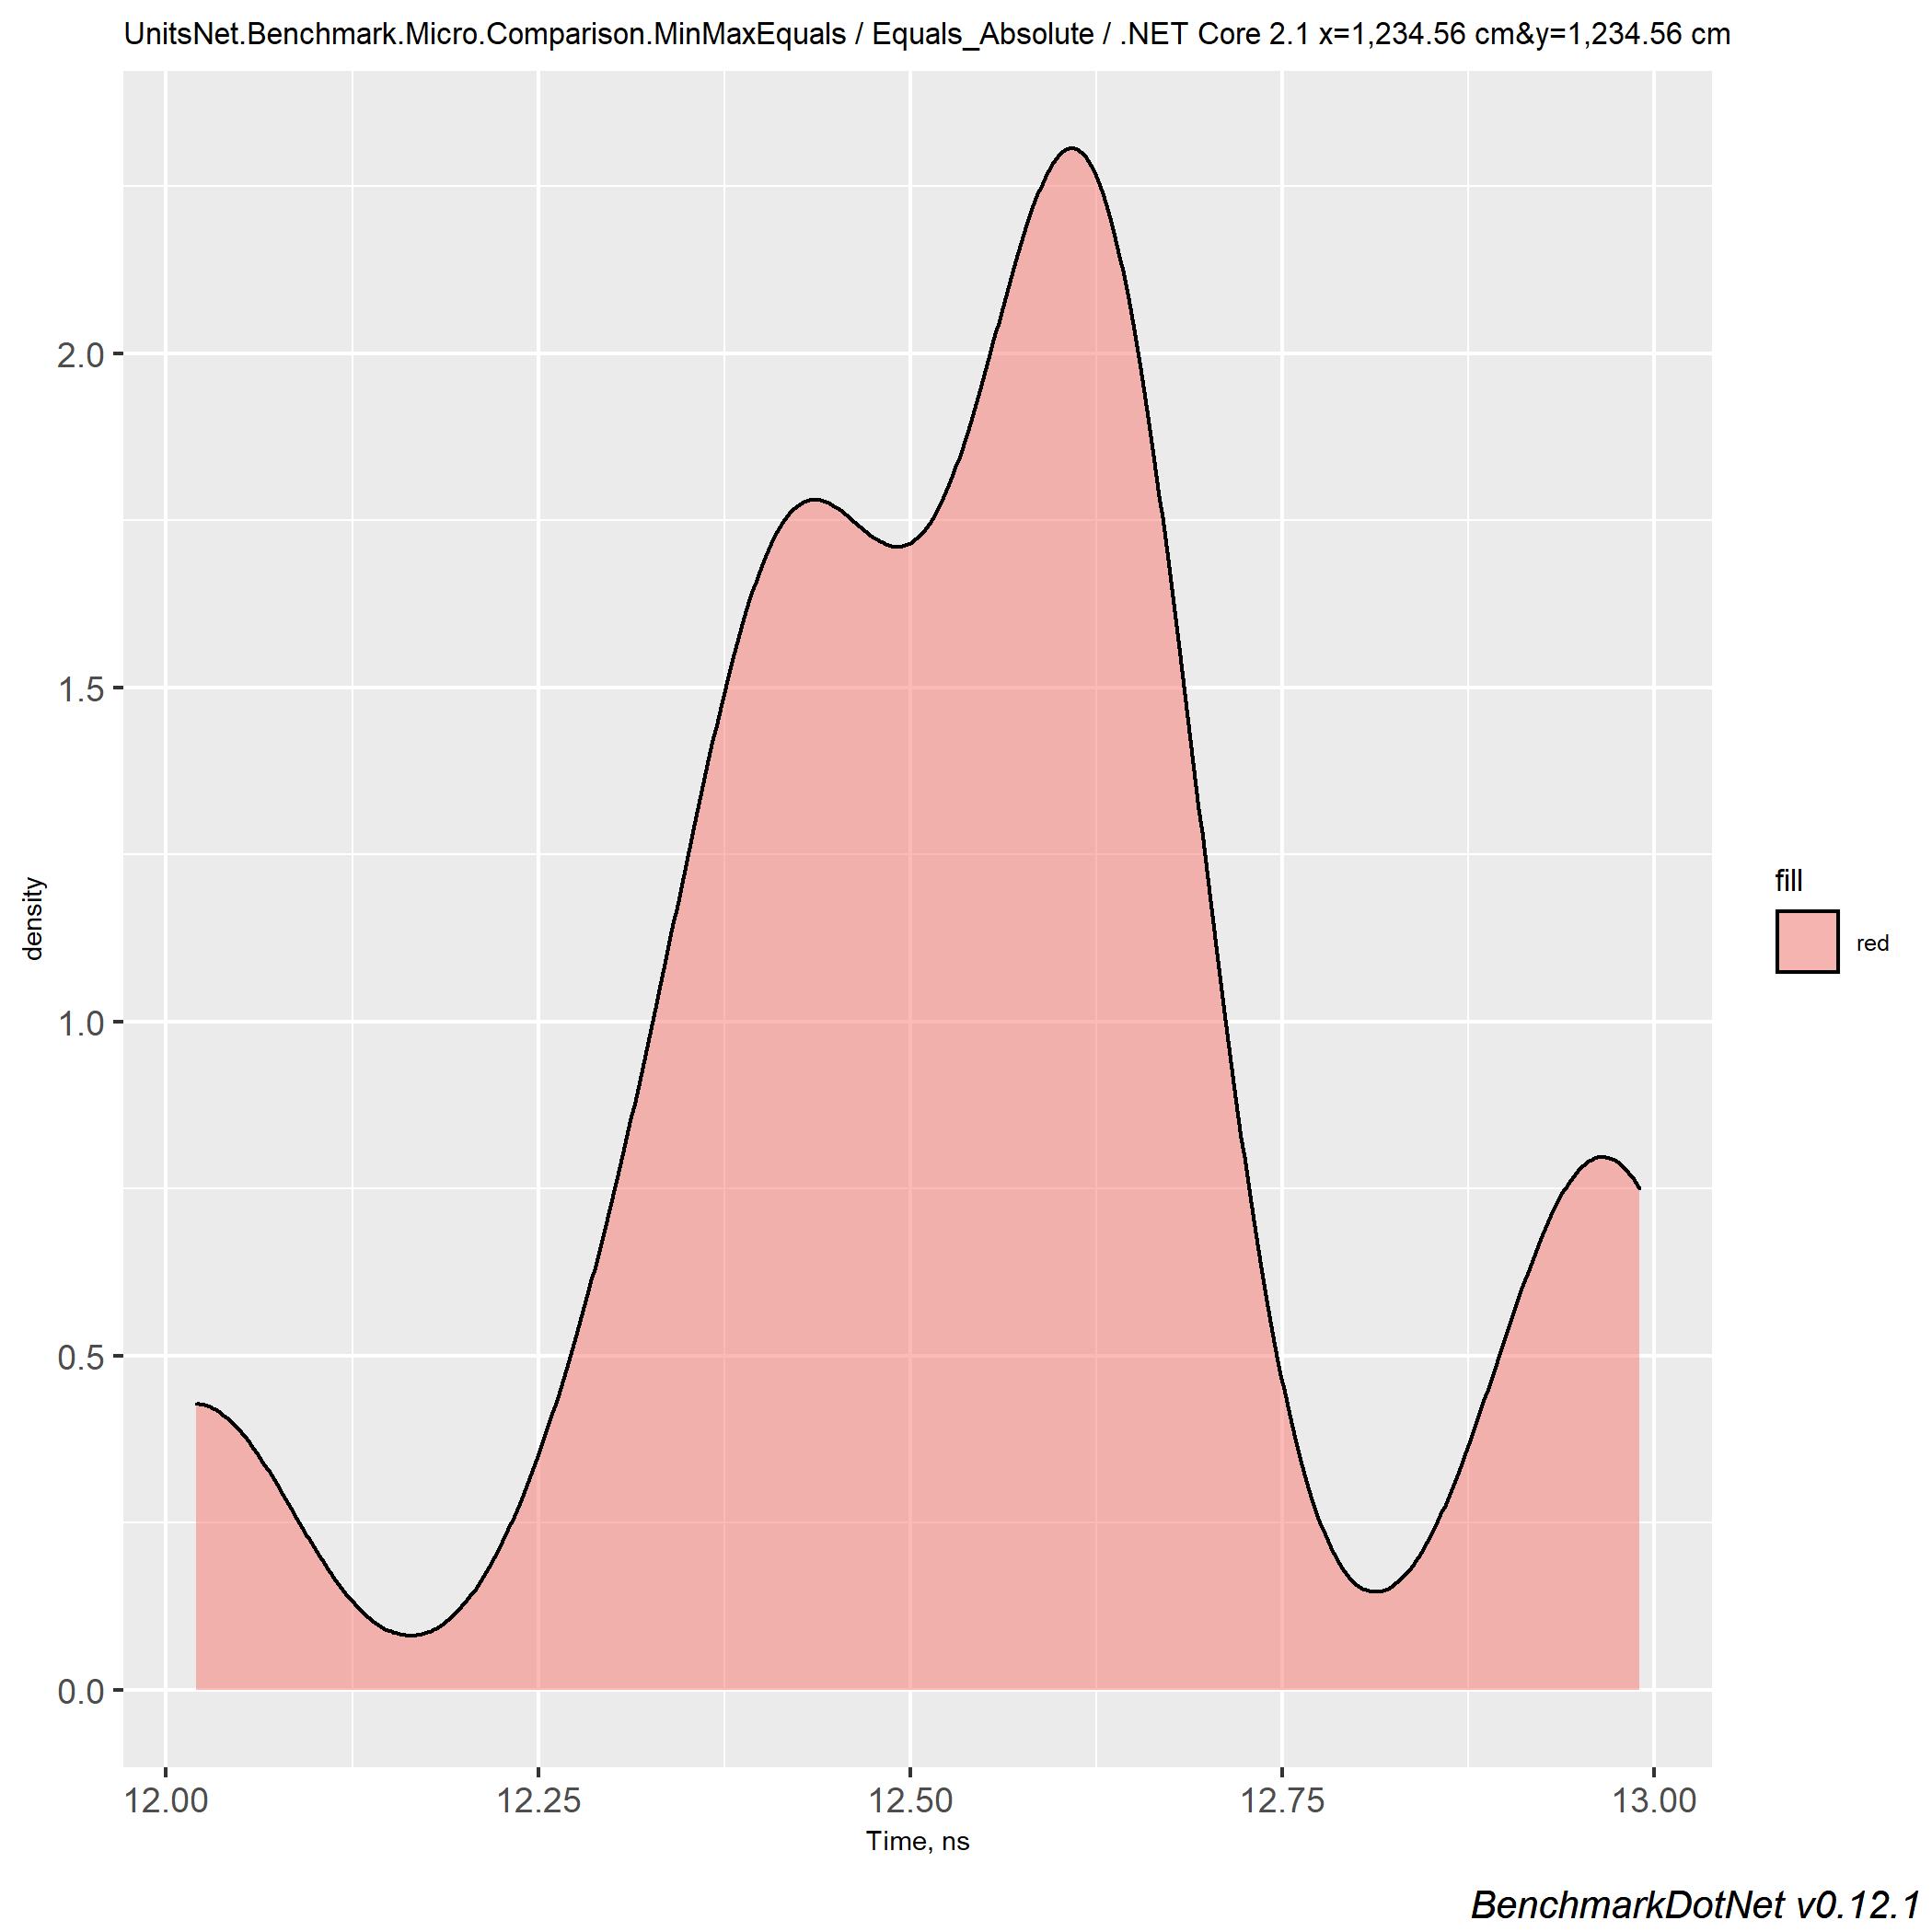 UnitsNet.Benchmark.Micro.Comparison.MinMaxEquals / Equals_Absolute / .NET Core 2.1 x=1,234.56 cm&y=1,234.56 cm
2.0
1.5
1.0
0.5
0.0
density
12.00 12.25 12.50 12.75 13.00
Time, ns
fill
red
BenchmarkDotNet v0.12.1